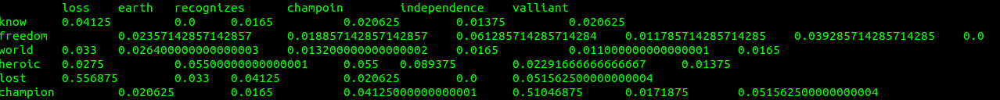 loss earth recognizes champoin independence valliant
know 0.04125 0.0 0.0165 0.020625 0.01375 0.020625
freedom 0.02357142857142857 0.018857142857142857 0.061285714285714284 0.011785714285714285 0.039285714285714285 0.0
world 0.033 0.026400000000000003 0.013200000000000002 0.0165 0.011000000000000001 0.0165
heroic 0.0275 0.05500000000000001 0.055 0.089375 0.02291666666666667 0.01375
lost 0.556875 0.033 0.04125 0.020625 0.0 0.051562500000000004
champion 0.020625 0.0165 0.04125000000000001 0.51046875 0.0171875 0.051562500000000004